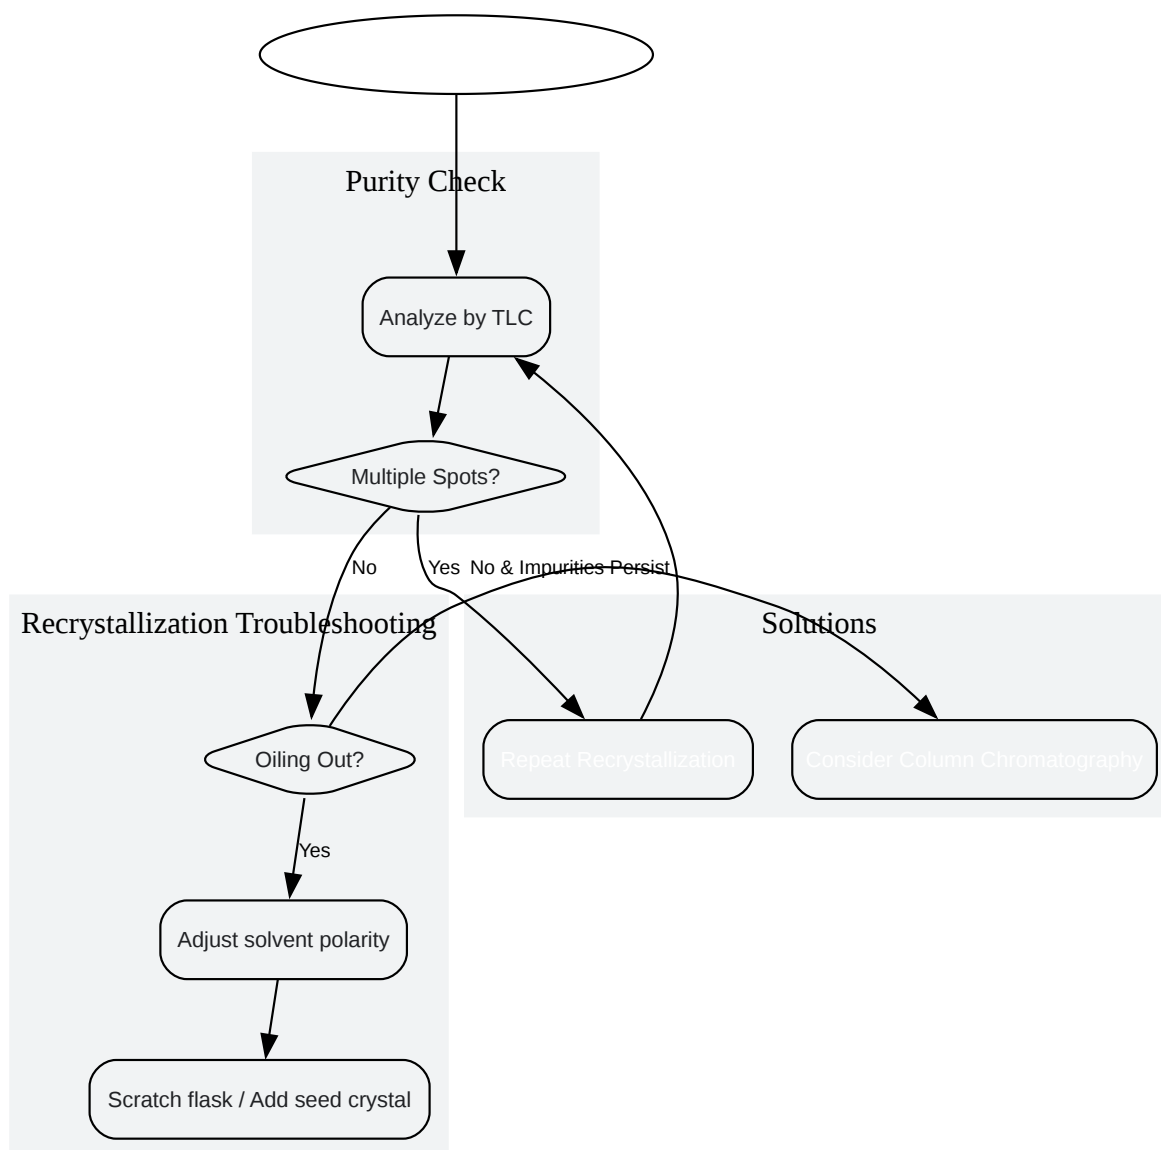 Purity Check
Analyze by TLC
Multiple Spots?
No
Yes
No & Impurities Persist
Recrystallization Troubleshooting
Solutions
Oiling Out?
Repeat Recrystallization
Consider Column Chromatography
Yes
Adjust solvent polarity
Scratch flask / Add seed crystal